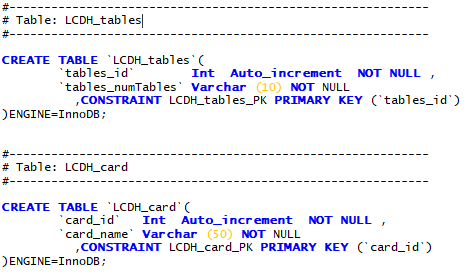 #------------------------------------------------------------
# Table: LCDH_tables
#------------------------------------------------------------
CREATE TABLE `LCDH_tables`(
`tables_id` Int Auto_increment NOT NULL ,
`tables_numTables` Varchar (10) NOT NULL
,CONSTRAINT LCDH_tables_PK PRIMARY KEY (`tables_id`)
)ENGINE=InnoDB;
#------------------------------------------------------------
# Table: LCDH_card
#------------------------------------------------------------
CREATE TABLE `LCDH_card`(
`card_id` Int Auto_increment NOT NULL ,
`card_name` Varchar (50) NOT NULL
,CONSTRAINT LCDH_card_PK PRIMARY KEY (`card_id`)
)ENGINE=InnoDB;